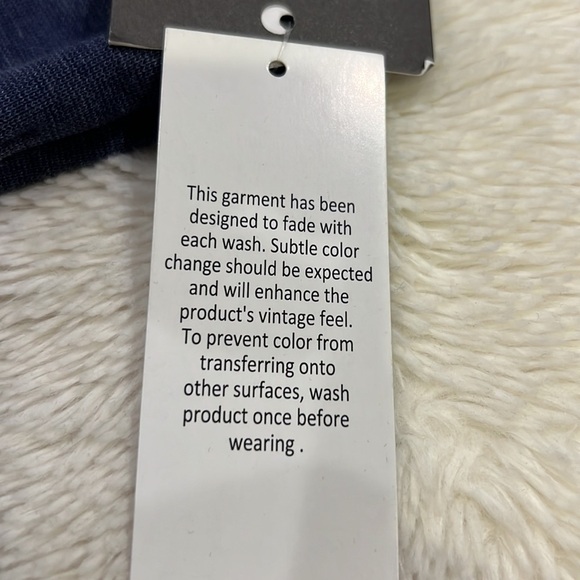 This garment has been
designed to fade with
each wash. Subtle color
change should be expected
and will enhance the
product's vintage feel.
To prevent color from
transferring onto
other surfaces, wash
product once before
wearing .